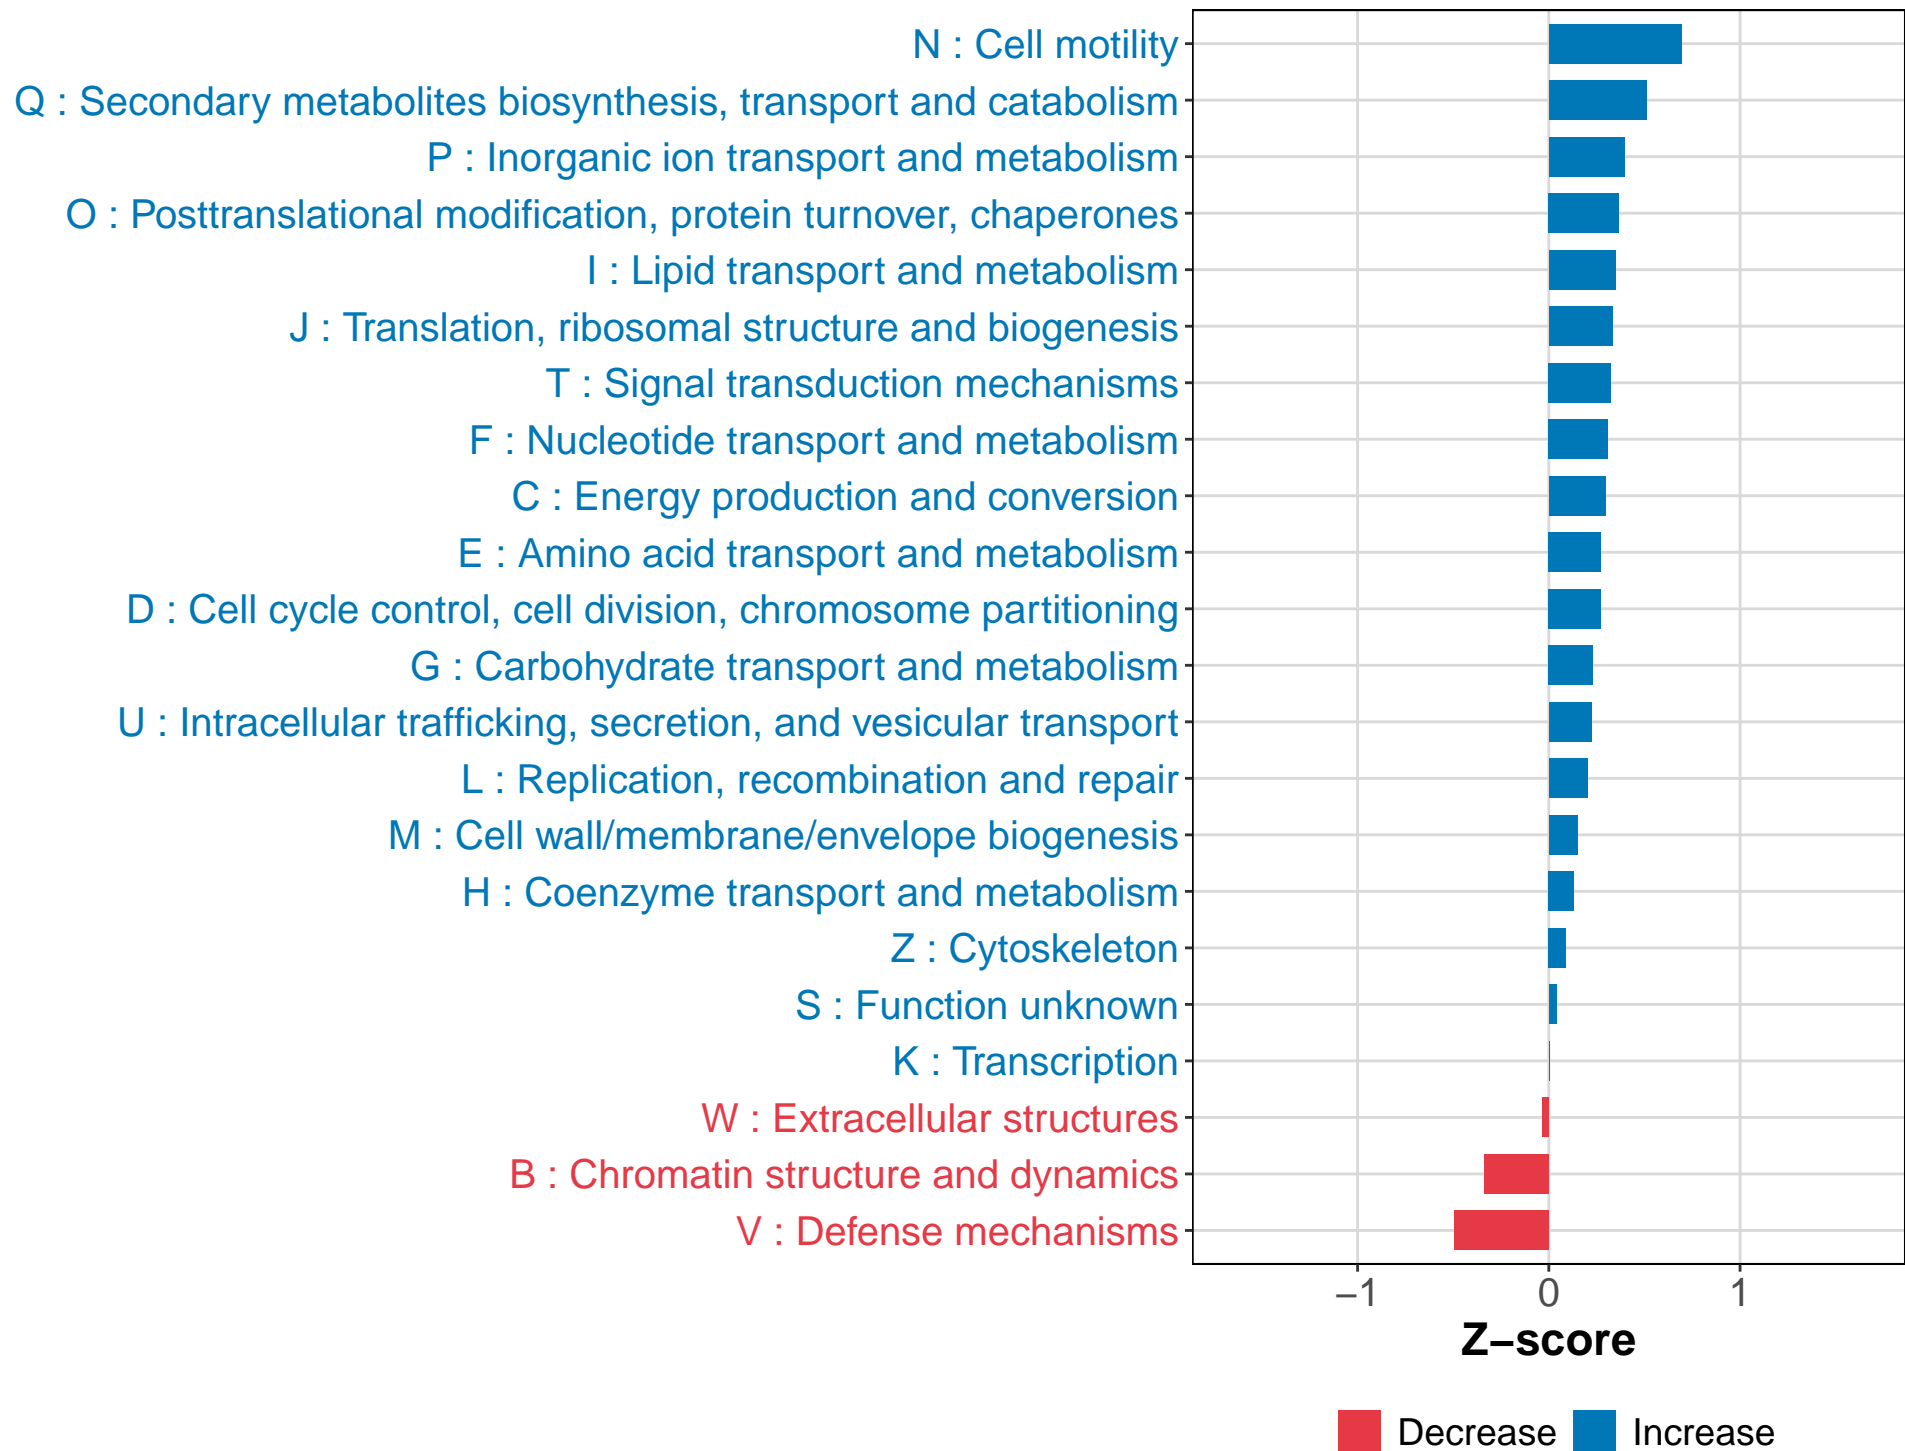 N : Cell motility
Q : Secondary metabolites biosynthesis, transport and catabolism
P : Inorganic ion transport and metabolism
O : Posttranslational modification, protein turnover, chaperones
I : Lipid transport and metabolism
J : Translation, ribosomal structure and biogenesis
T : Signal transduction mechanisms
F : Nucleotide transport and metabolism
C : Energy production and conversion
E : Amino acid transport and metabolism
D : Cell cycle control, cell division, chromosome partitioning
G : Carbohydrate transport and metabolism
U : Intracellular trafficking, secretion, and vesicular transport
L : Replication, recombination and repair
M : Cell wall/membrane/envelope biogenesis
H : Coenzyme transport and metabolism
Z : Cytoskeleton
S : Function unknown
K : Transcription
W : Extracellular structures
B : Chromatin structure and dynamics
V : Defense mechanisms
−1 0 1
Z−score
Decrease Increase